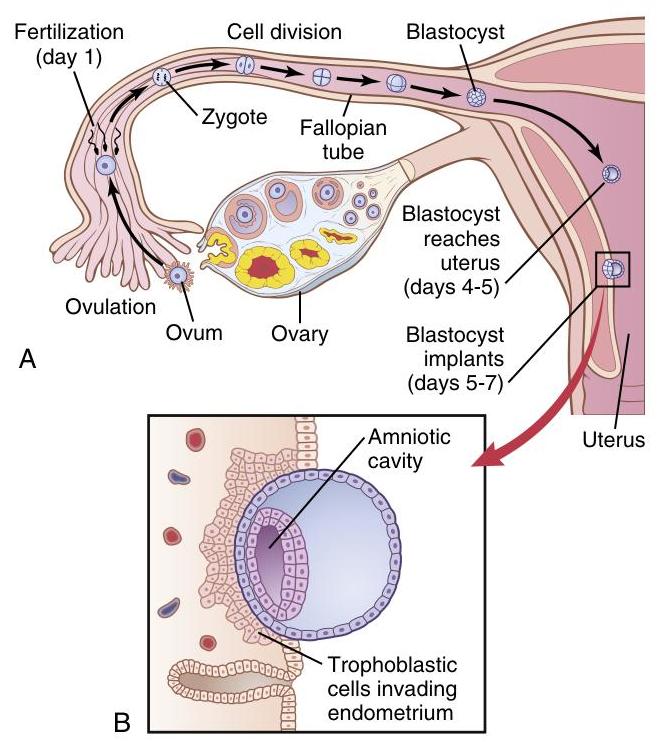 Fertilization
(day 1)
Cell division
Blastocyst
Zygote
Fallopian
tube
Blastocyst
reaches
uterus
(days 4-5)
Ovulation
Ovum
Ovary
Blastocyst
implants
(days 5-7)
A
Uterus
Amniotic
cavity
Trophoblastic
cells invading
endometrium
B